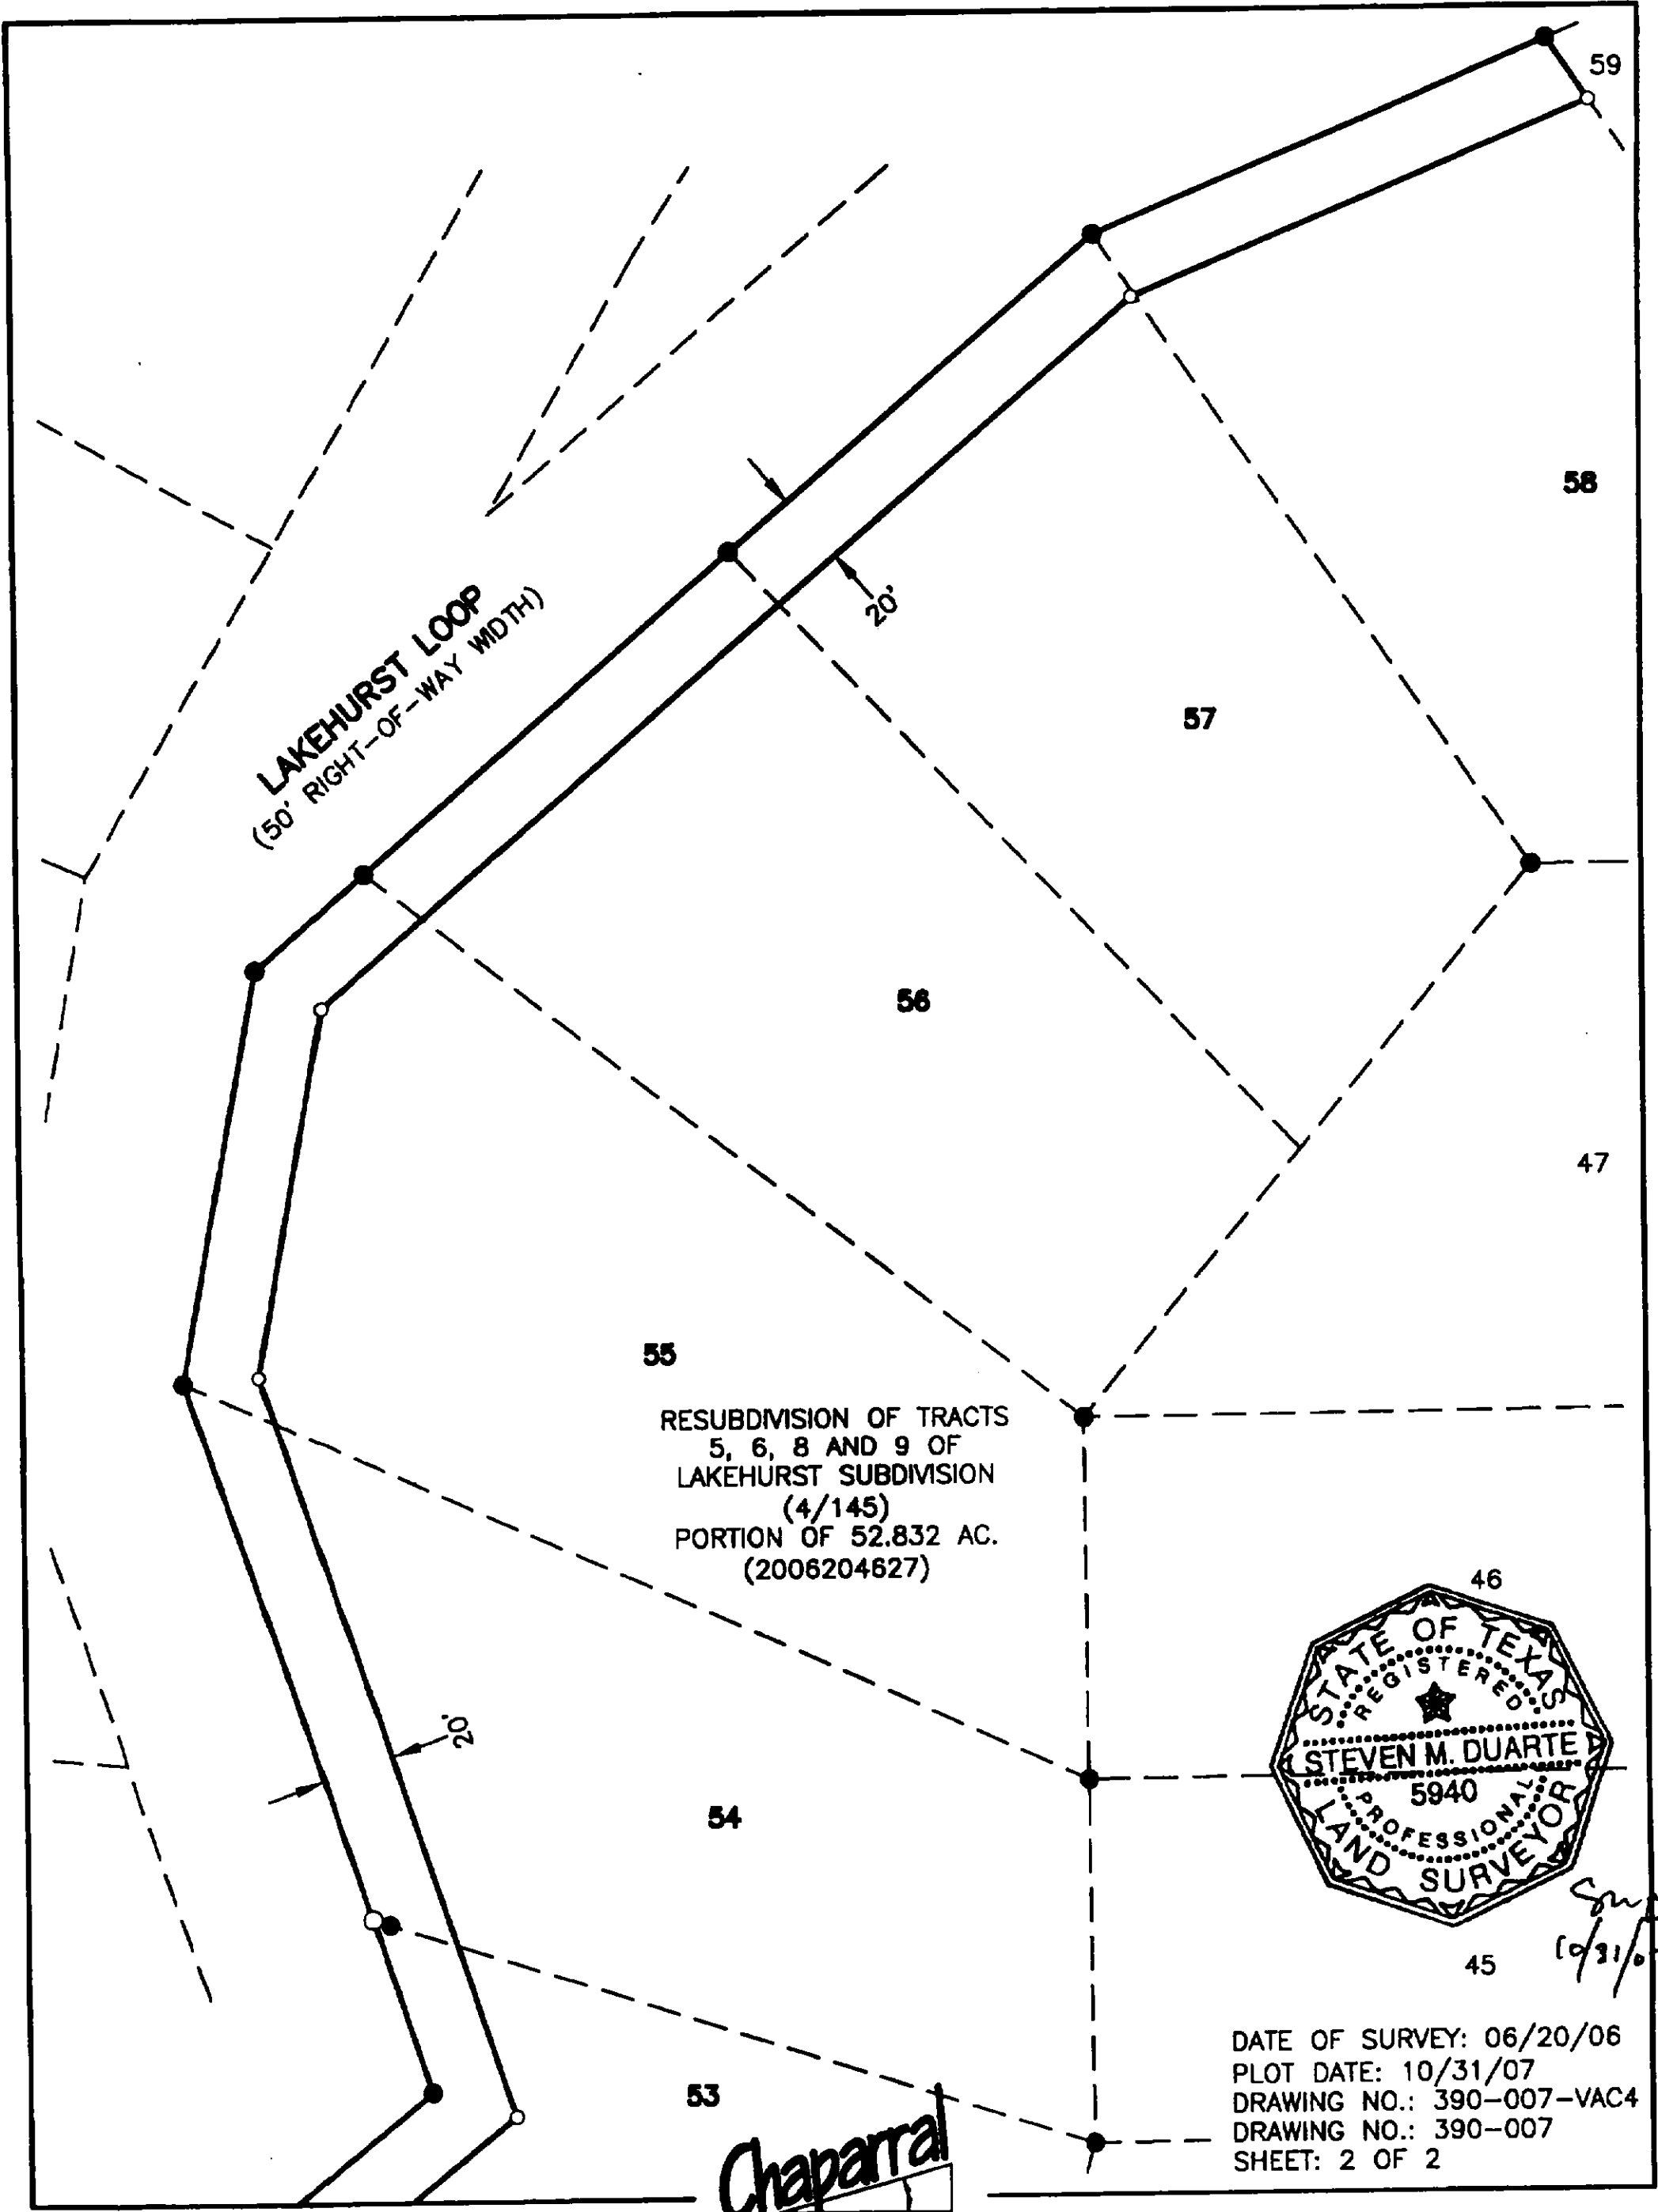 59
58
20'
LAKEHURST LOOP
(50' RIGHT-OF-WAY WIDTH)
57
56
47
55
RESUBDIVISION OF TRACTS
5, 6, 8 AND 9 OF
LAKEHURST SUBDIVISION
(4/145)
PORTION OF 52.832 AC.
(2006204627)
46
STATE OF TEXAS
REGISTERED
STEVEN M. DUARTE
5940
PROFESSIONAL
LAND SURVEYOR
20'
54
45
10/31/0
DATE OF SURVEY: 06/20/06
PLOT DATE: 10/31/07
DRAWING NO.: 390-007-VAC4
DRAWING NO.: 390-007
SHEET: 2 OF 2
53
Chaparral